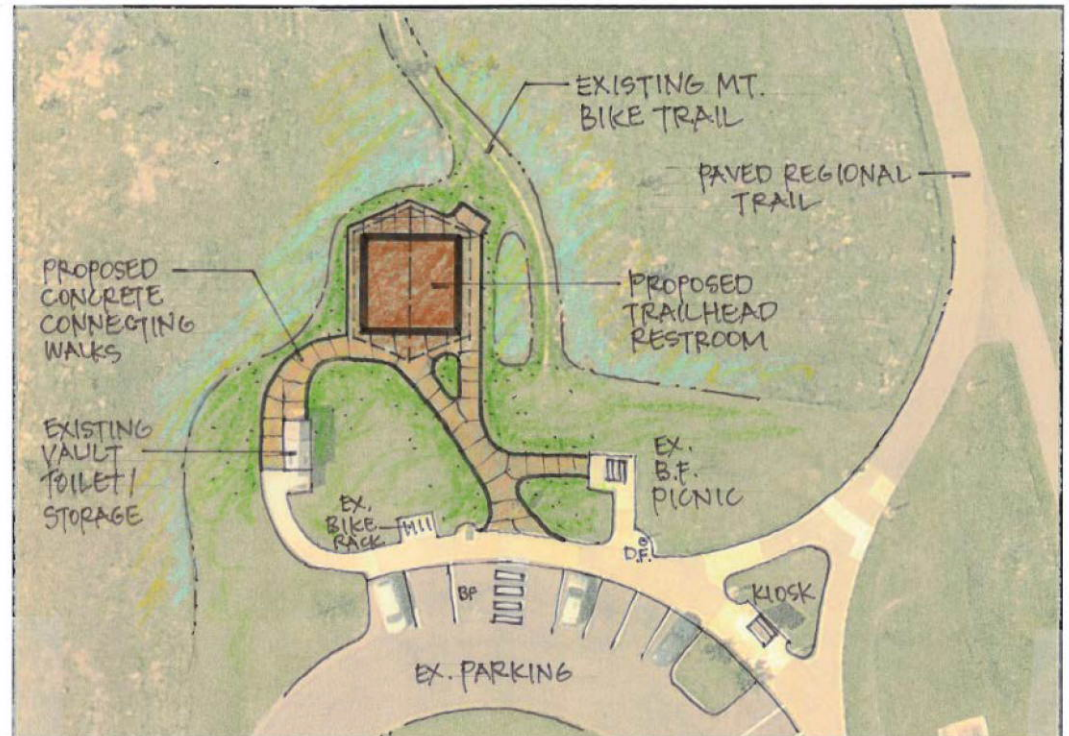 EXISTING MT.
BIKE TRAIL
PAVED REGIONAL
TRAIL
PROPOSED
CONCRETE
CONNECTING
WALKS
PROPOSED
TRAILHEAD
RESTROOM
EXISTING
VAULT
TOILET/
STORAGE
EX.
BIKE
RACK
EX.
B.F.
PICNIC
D.F.
BF
KIOSK
EX. PARKING